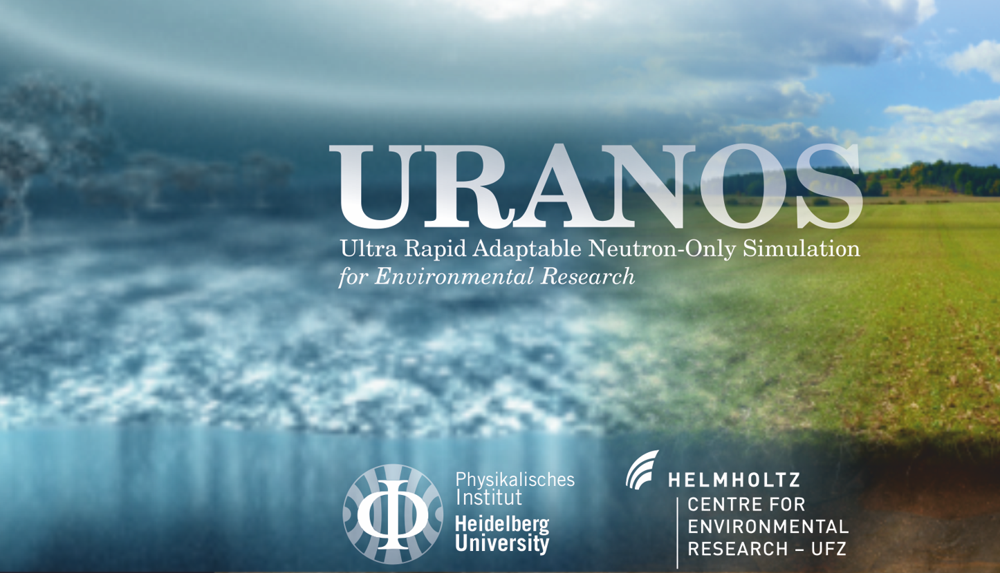 URANOS
Ultra Rapid Adaptable Neutron-Only Simulation
for Environmental Research
Φ
Physikalisches
Institut
Heidelberg
University
HELMHOLTZ
CENTRE FOR
ENVIRONMENTAL
RESEARCH – UFZ